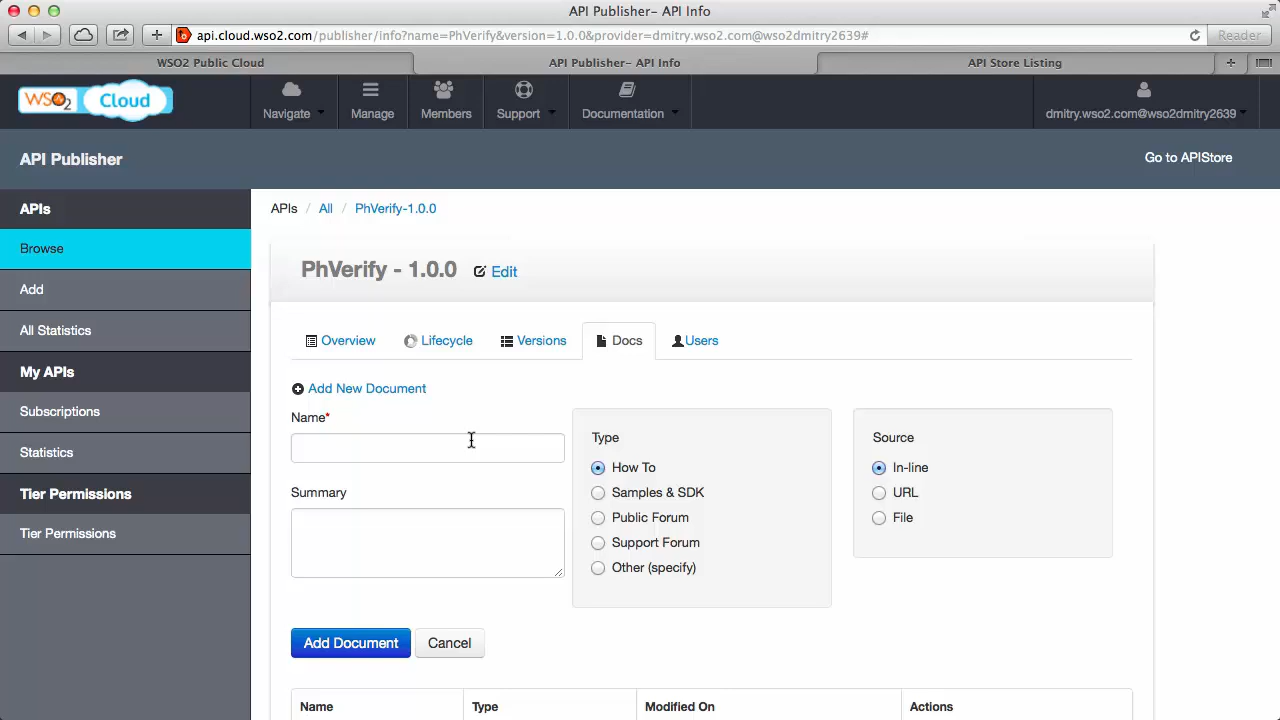 API Publisher- API Info
api.cloud.wso2.com/publisher/info?name=PhVerify&version=1.0.0&provider=dmitry.wso2.com@wso2dmitry2639#
Reader
WSO2 Public Cloud
API Publisher- API Info
API Store Listing
WSO2 Cloud
Navigate
Manage
Members
Support
Documentation
dmitry.wso2.com@wso2dmitry2639
API Publisher
Go to APIStore
APIs
Browse
Add
All Statistics
My APIs
Subscriptions
Statistics
Tier Permissions
Tier Permissions
APIs / All / PhVerify-1.0.0
PhVerify - 1.0.0 Edit
Overview
Lifecycle
Versions
Docs
Users
Add New Document
Name*
Summary
Type
How To
Samples & SDK
Public Forum
Support Forum
Other (specify)
Source
In-line
URL
File
Add Document
Cancel
Name
Type
Modified On
Actions